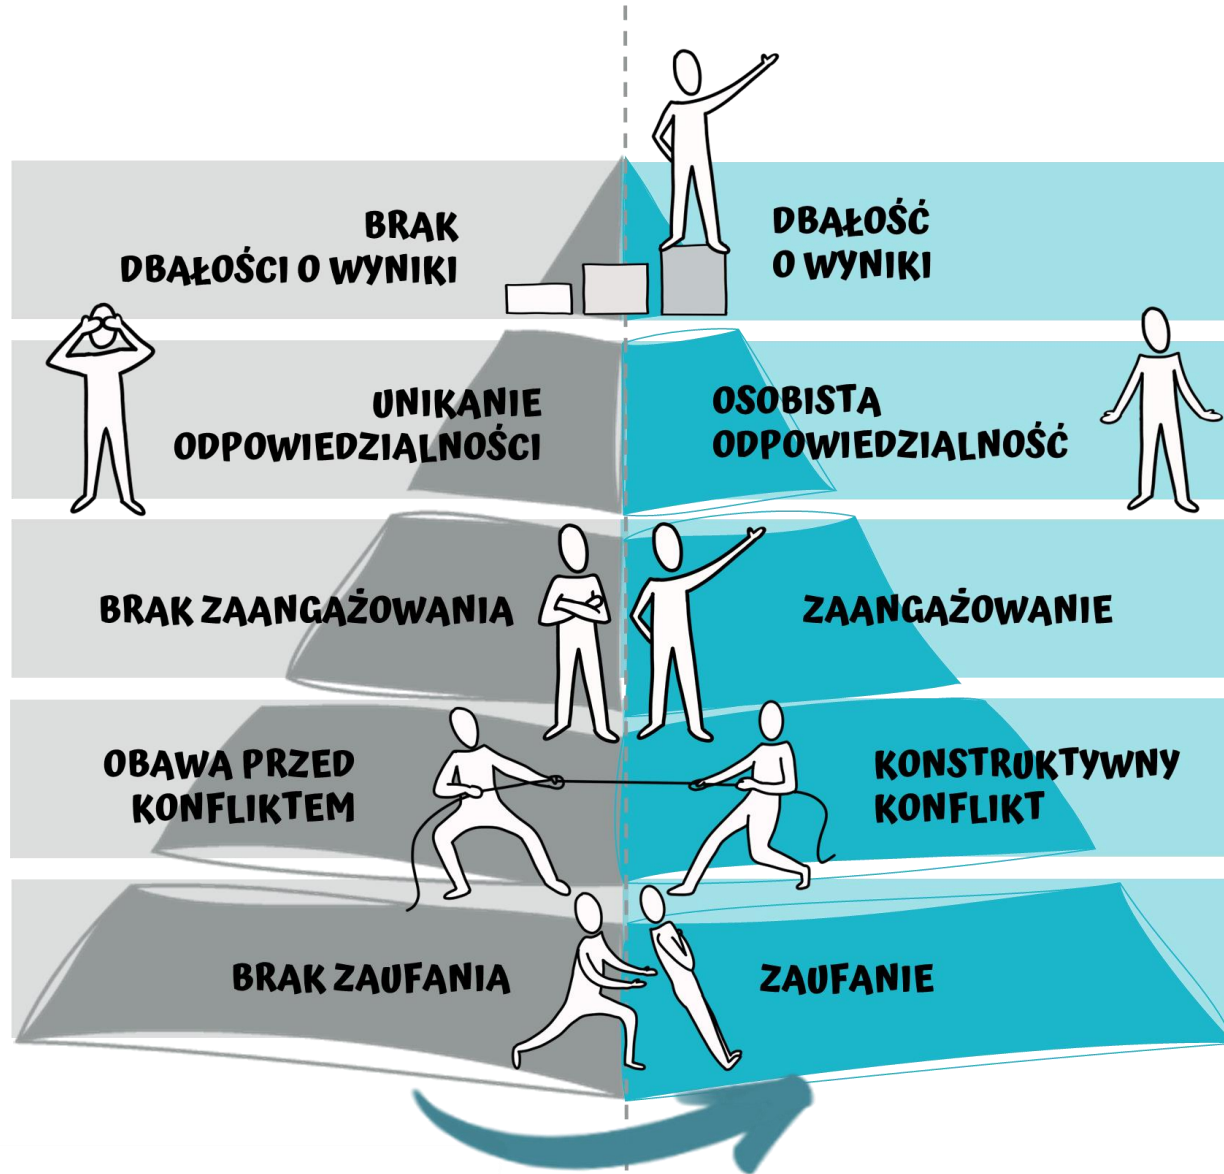 BRAK
DBAŁOŚCI O WYNIKI
DBAŁOŚĆ
O WYNIKI
UNIKANIE
ODPOWIEDZIALNOŚCI
OSOBISTA
ODPOWIEDZIALNOŚĆ
BRAK ZAANGAŻOWANIA
ZAANGAŻOWANIE
OBAWA PRZED
KONFLIKTEM
KONSTRUKTYWNY
KONFLIKT
BRAK ZAUFANIA
ZAUFANIE